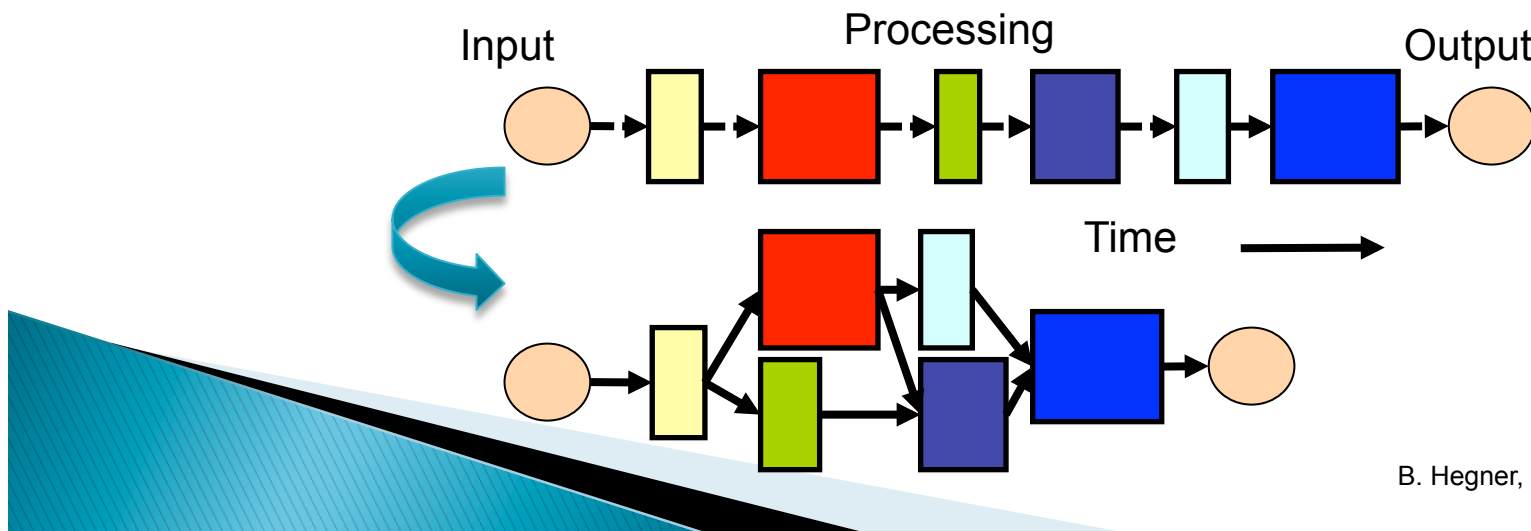 Input
Processing
Output
Time
B. Hegner,